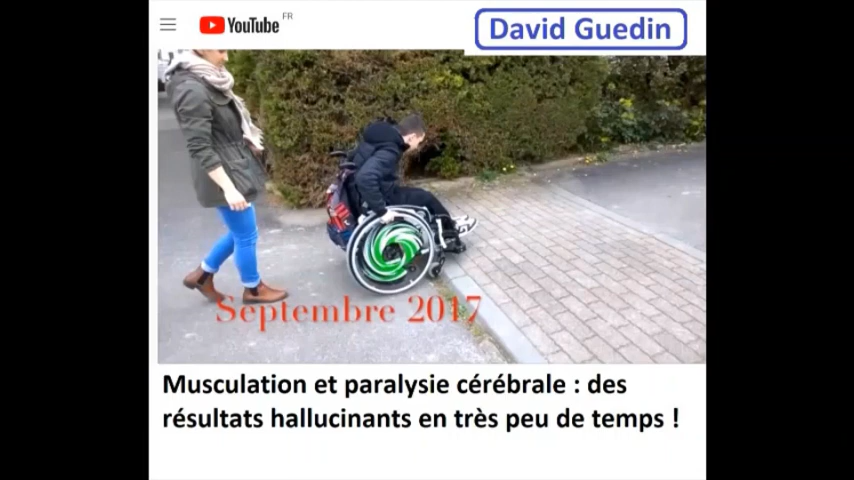 YouTube FR
David Guedin
Septembre 2017
Musculation et paralysie cérébrale : des
résultats hallucinants en très peu de temps !